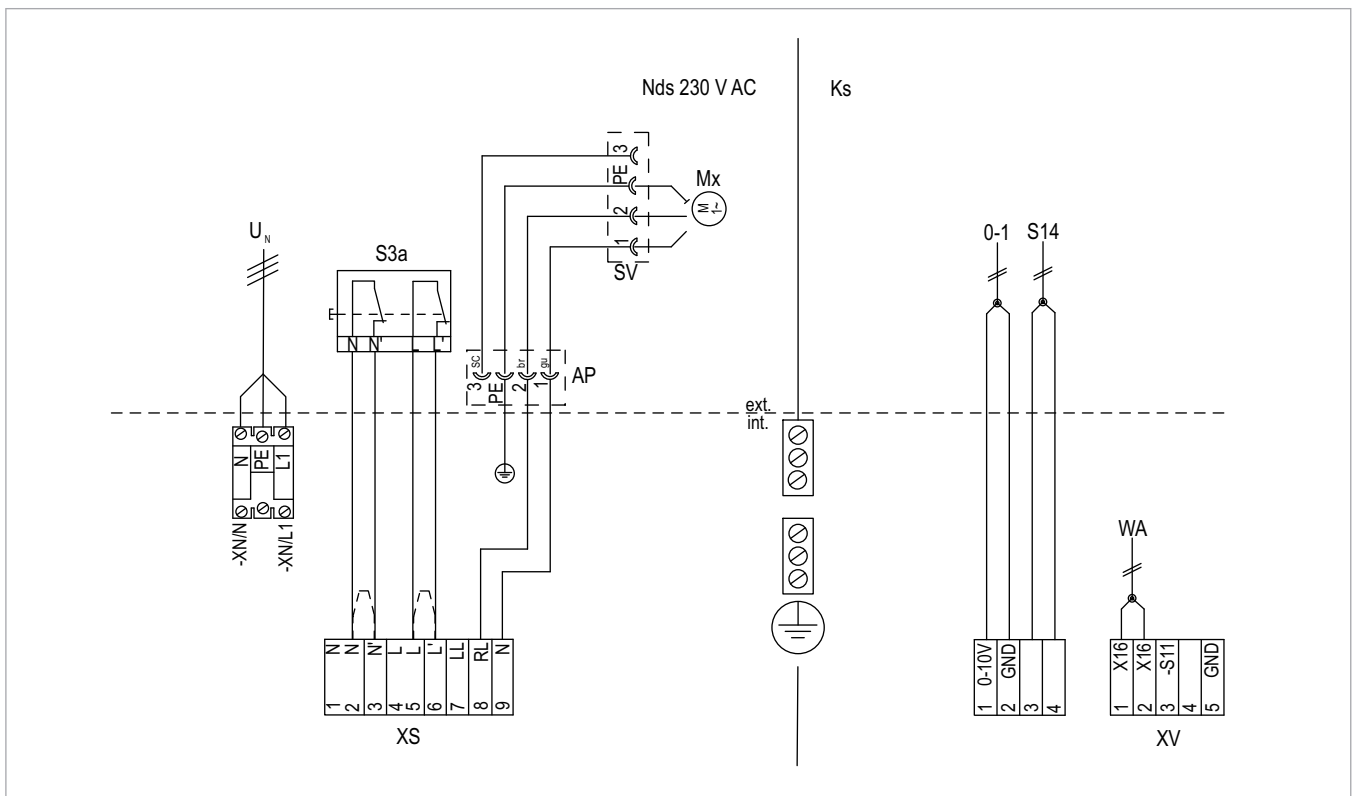 Nds 230 V AC
Ks
3
PE
2
1
SV
Mx
M
1~
U N
S3a
N
N'
L
L'
0-1
S14
sc
br
gu
3
PE
2
1
AP
ext.
int.
N
PE
L1
-XN/N
-XN/L1
WA
N
N
N'
L
L
L'
LL
RL
N
1
2
3
4
5
6
7
8
9
XS
0-10V
GND
1
2
3
4
X16
X16
-S11
GND
1
2
3
4
5
XV